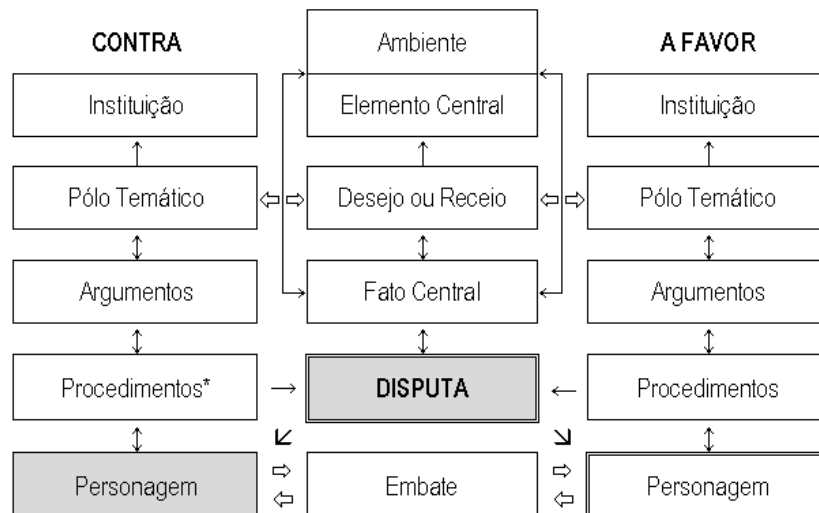 CONTRA
Ambiente
A FAVOR
Instituição
Elemento Central
Instituição
Pólo Temático
Desejo ou Receio
Pólo Temático
Argumentos
Fato Central
Argumentos
Procedimentos*
DISPUTA
Procedimentos
Personagem
Embate
Personagem